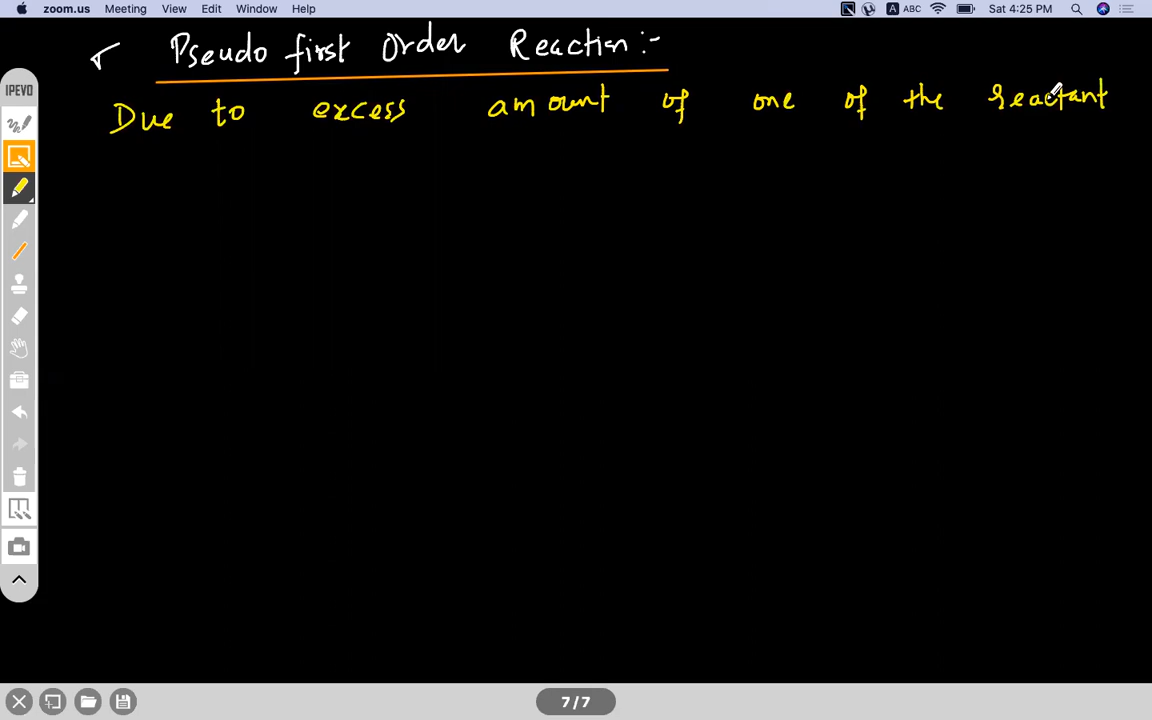 zoom.us Meeting View Edit Window Help ABC Sat 4:25 PM
Pseudo first Order Reaction :-
IPEVO
Due to excess amount of one of the reactant
7/7